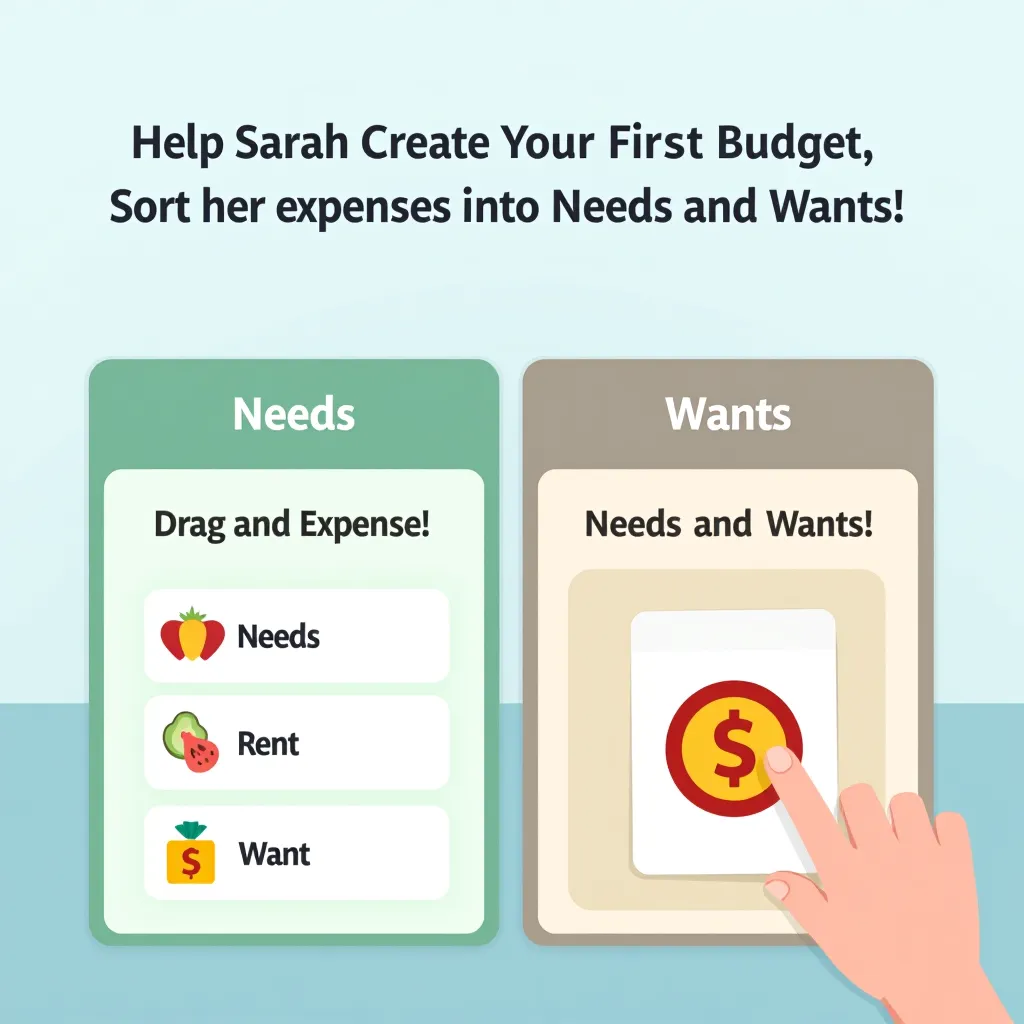 Help Sarah Create Your First Budget,
Sort her expenses into Needs and Wants!
Needs
Drag and Expense!
Needs
Rent
$ Want
Wants
Needs and Wants!
$